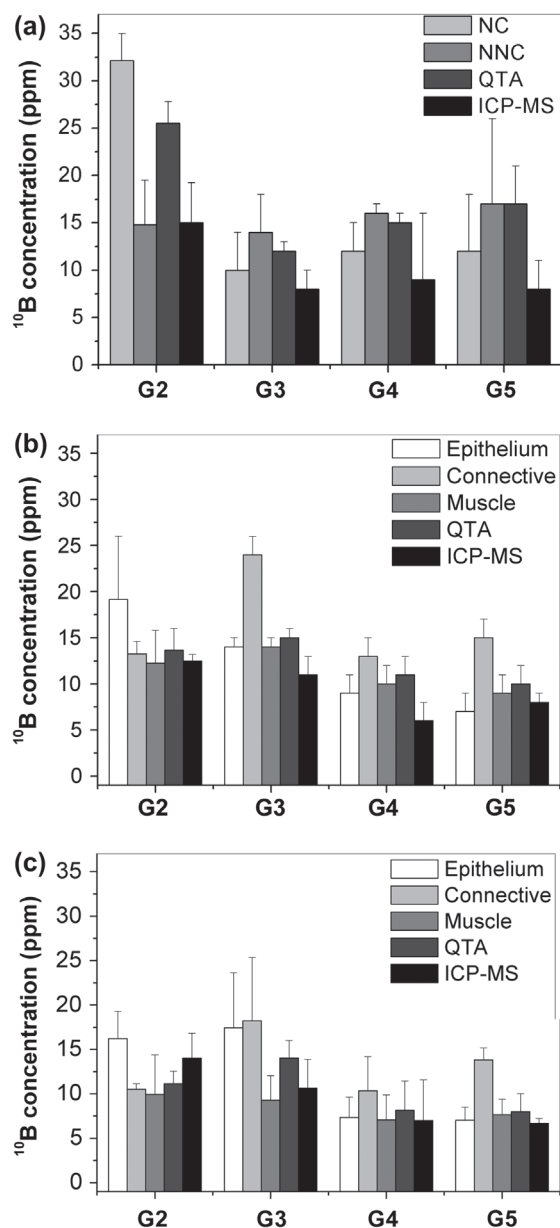 (a)
NC
NNC
QTA
ICP-MS
¹⁰B concentration (ppm)
35
30
25
20
15
10
5
0
G2 G3 G4 G5
(b)
Epithelium
Connective
Muscle
QTA
ICP-MS
¹⁰B concentration (ppm)
35
30
25
20
15
10
5
0
G2 G3 G4 G5
(c)
Epithelium
Connective
Muscle
QTA
ICP-MS
¹⁰B concentration (ppm)
35
30
25
20
15
10
5
0
G2 G3 G4 G5